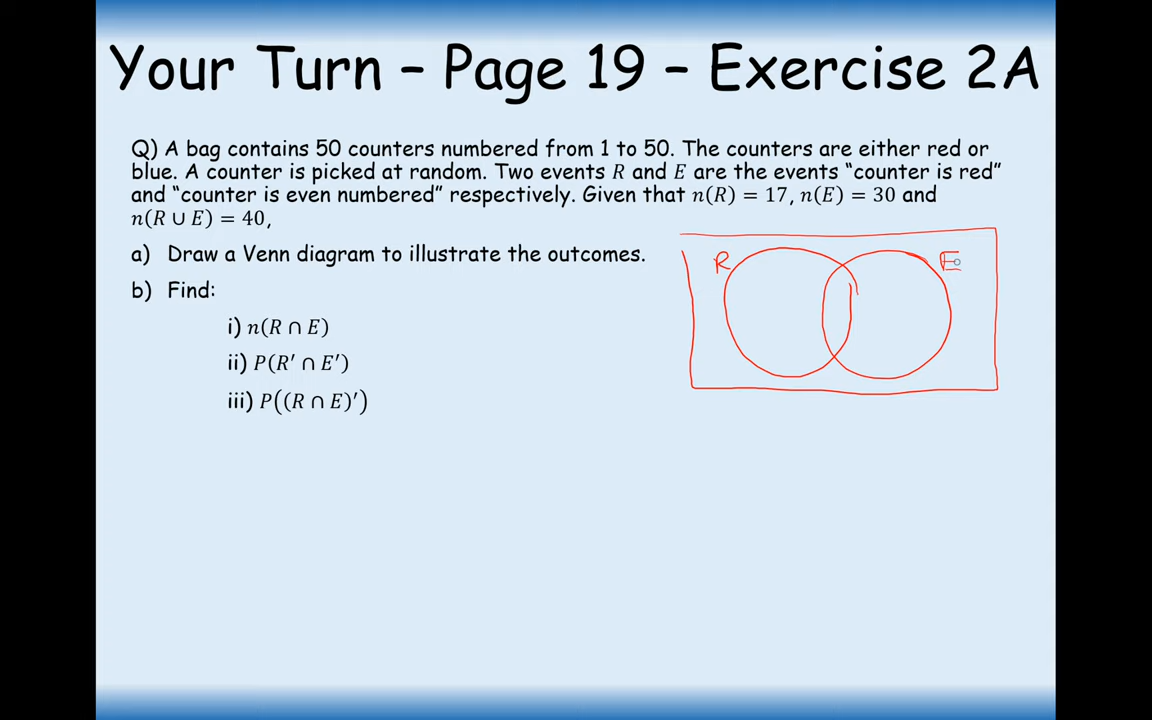 Your Turn – Page 19 – Exercise 2A
Q) A bag contains 50 counters numbered from 1 to 50. The counters are either red or
blue. A counter is picked at random. Two events R and E are the events “counter is red”
and “counter is even numbered” respectively. Given that n(R) = 17, n(E) = 30 and
n(R ∪ E) = 40,
a) Draw a Venn diagram to illustrate the outcomes.
b) Find:
i) n(R ∩ E)
ii) P(R′ ∩ E′)
iii) P((R ∩ E)′)
R
E